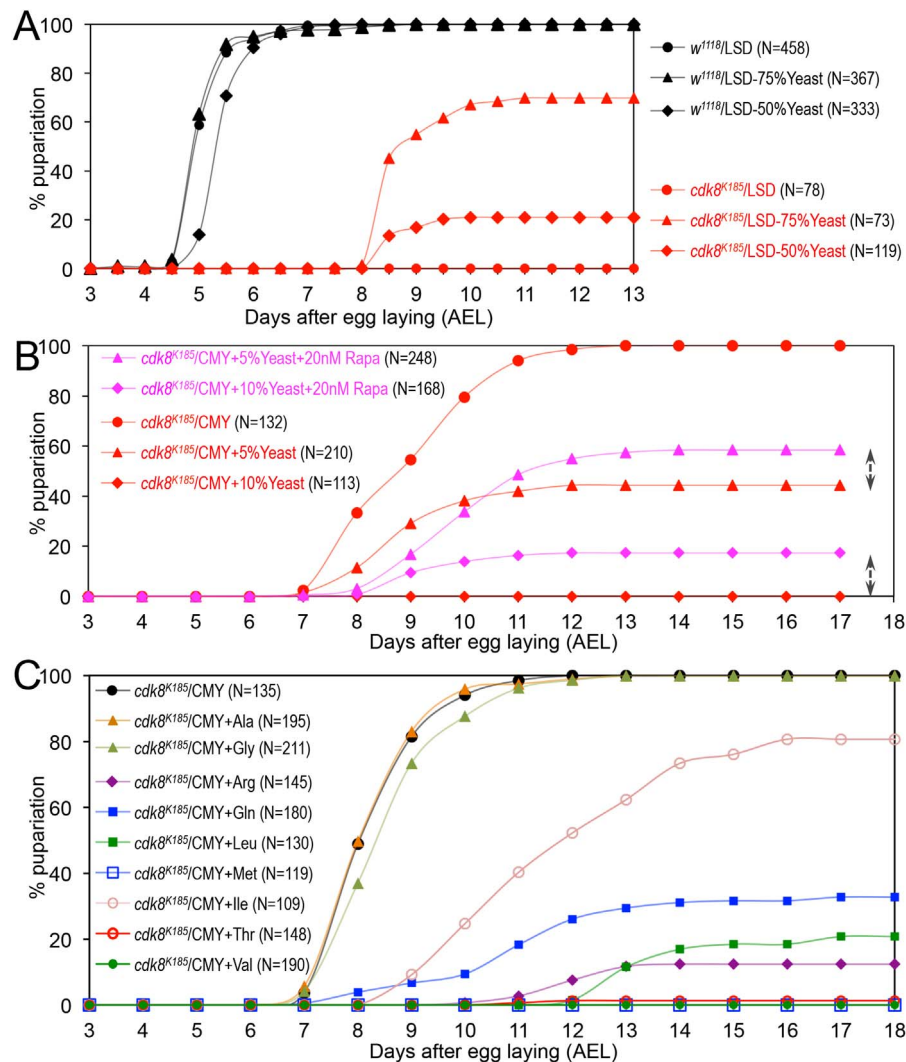 A
% pupariation
100
80
60
40
20
0
3 4 5 6 7 8 9 10 11 12 13
Days after egg laying (AEL)
w1118/LSD (N=458)
w1118/LSD-75%Yeast (N=367)
w1118/LSD-50%Yeast (N=333)
cdk8K185/LSD (N=78)
cdk8K185/LSD-75%Yeast (N=73)
cdk8K185/LSD-50%Yeast (N=119)
B
% pupariation
100
80
60
40
20
0
cdk8K185/CMY+5%Yeast+20nM Rapa (N=248)
cdk8K185/CMY+10%Yeast+20nM Rapa (N=168)
cdk8K185/CMY (N=132)
cdk8K185/CMY+5%Yeast (N=210)
cdk8K185/CMY+10%Yeast (N=113)
3 4 5 6 7 8 9 10 11 12 13 14 15 16 17 18
Days after egg laying (AEL)
C
% pupariation
100
80
60
40
20
0
cdk8K185/CMY (N=135)
cdk8K185/CMY+Ala (N=195)
cdk8K185/CMY+Gly (N=211)
cdk8K185/CMY+Arg (N=145)
cdk8K185/CMY+Gln (N=180)
cdk8K185/CMY+Leu (N=130)
cdk8K185/CMY+Met (N=119)
cdk8K185/CMY+Ile (N=109)
cdk8K185/CMY+Thr (N=148)
cdk8K185/CMY+Val (N=190)
3 4 5 6 7 8 9 10 11 12 13 14 15 16 17 18
Days after egg laying (AEL)